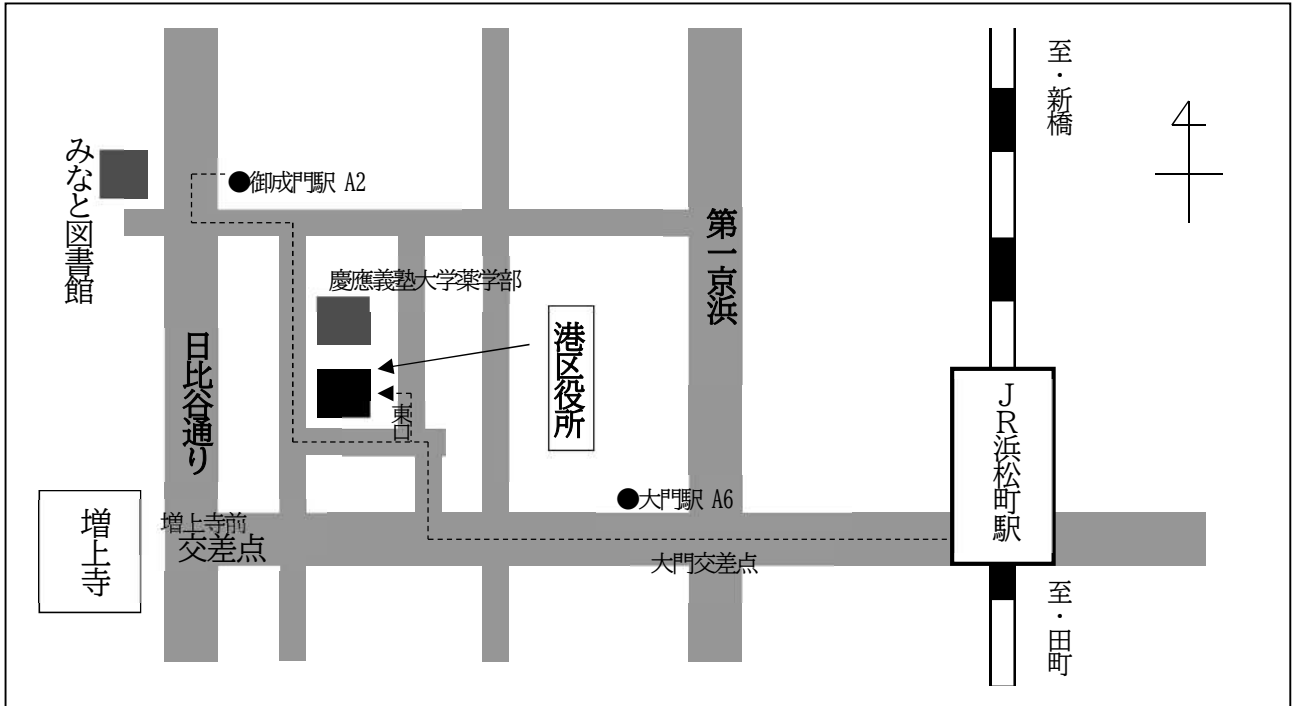 至・新橋
みなと図書館
●御成門駅 A2
第一京浜
慶應義塾大学薬学部
港区役所
日比谷通り
東口
JR浜松町駅
●大門駅 A6
増上寺
増上寺前
交差点
大門交差点
至・田町